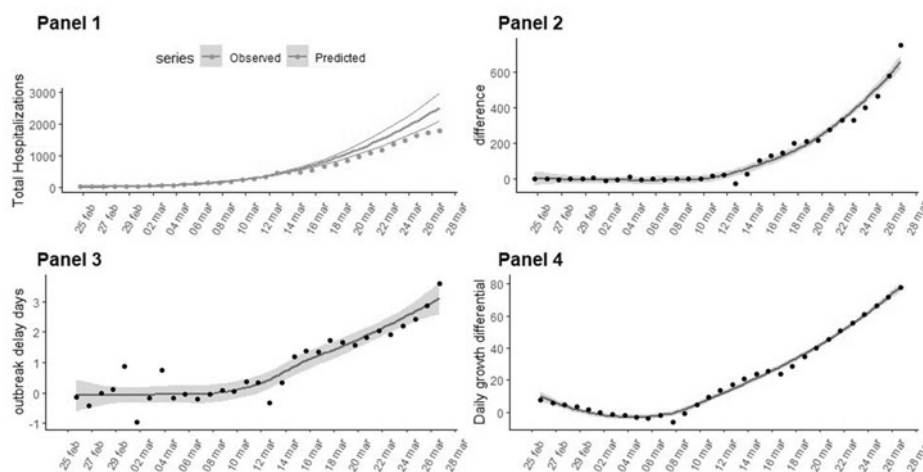 Panel 1
series Observed Predicted
Total Hospitalizations
3000
2000
1000
0
25 feb 27 feb 29 feb 02 mar 04 mar 06 mar 08 mar 10 mar 12 mar 14 mar 16 mar 18 mar 20 mar 22 mar 24 mar 26 mar 28 mar
Panel 2
difference
600
400
200
0
25 feb 27 feb 29 feb 02 mar 04 mar 06 mar 08 mar 10 mar 12 mar 14 mar 16 mar 18 mar 20 mar 22 mar 24 mar 26 mar 28 mar
Panel 3
outbreak delay days
3
2
1
0
-1
25 feb 27 feb 29 feb 02 mar 04 mar 06 mar 08 mar 10 mar 12 mar 14 mar 16 mar 18 mar 20 mar 22 mar 24 mar 26 mar 28 mar
Panel 4
Daily growth differential
80
60
40
20
0
25 feb 27 feb 29 feb 02 mar 04 mar 06 mar 08 mar 10 mar 12 mar 14 mar 16 mar 18 mar 20 mar 22 mar 24 mar 26 mar 28 mar